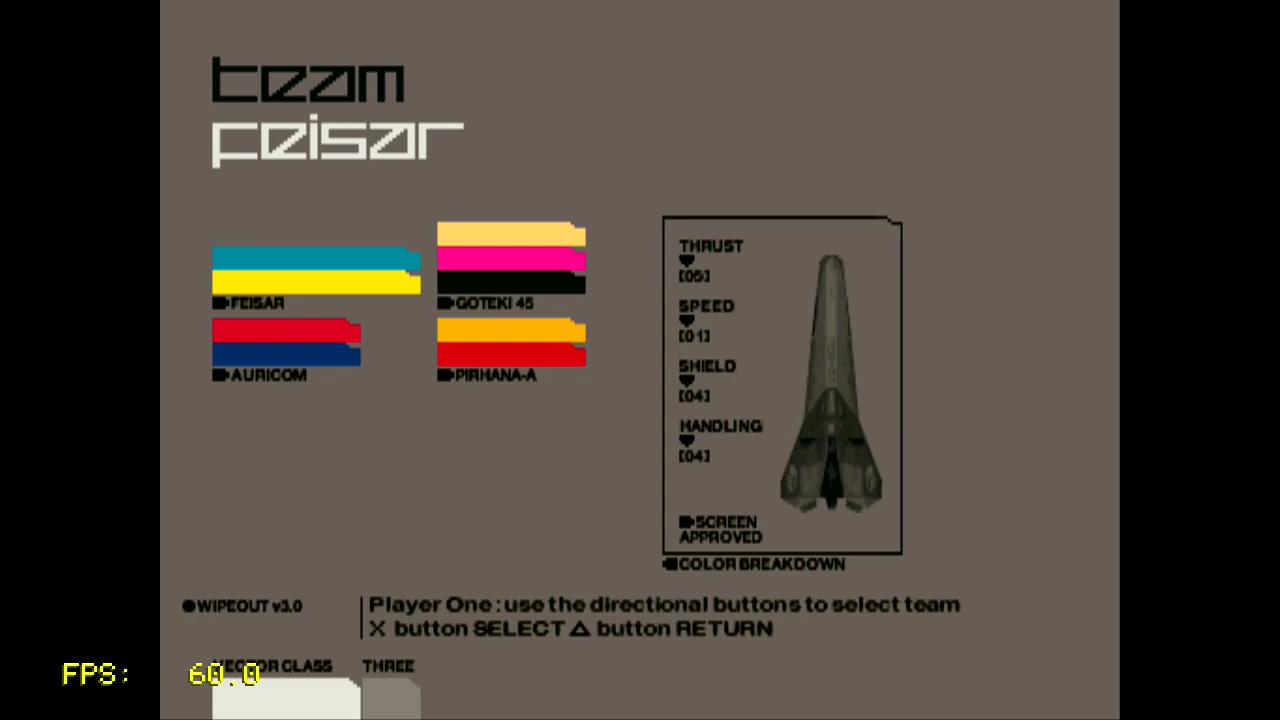 team
feisar
FEISAR
GOTEKI 45
AURICOM
PIRHANA-A
THRUST
[05]
SPEED
[01]
SHIELD
[04]
HANDLING
[04]
SCREEN
APPROVED
COLOR BREAKDOWN
WIPEOUT v3.0
Player One : use the directional buttons to select team
X button SELECT △ button RETURN
VECTOR CLASS THREE
FPS: 60.0